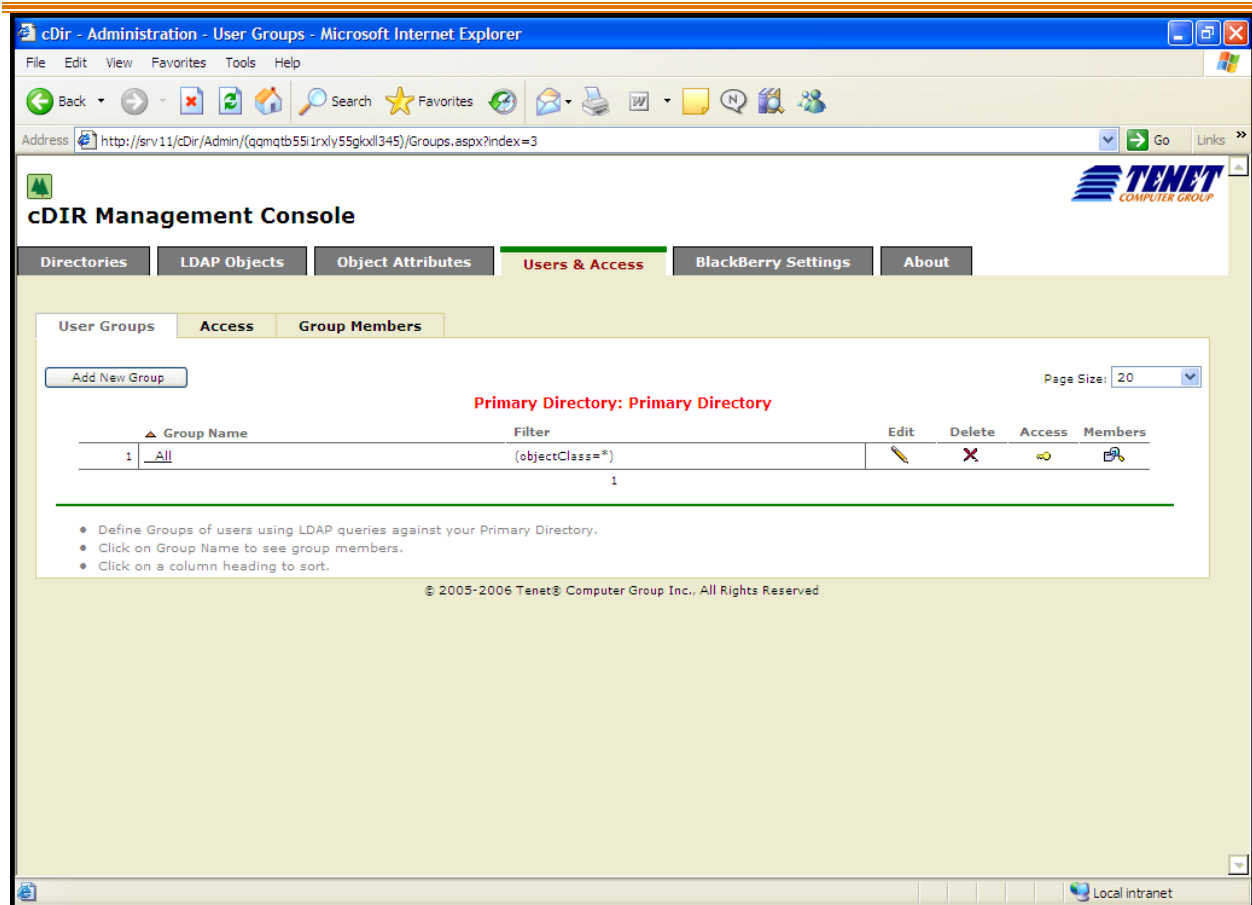 cDir - Administration - User Groups - Microsoft Internet Explorer
File Edit View Favorites Tools Help
Back Search Favorites
Address http://srv11/cDir/Admin/(qqmqtb55i1rxly55gkxll345)/Groups.aspx?index=3 Go Links »
TENET
COMPUTER GROUP
cDIR Management Console
Directories LDAP Objects Object Attributes Users & Access BlackBerry Settings About
User Groups Access Group Members
Add New Group Page Size: 20
Primary Directory: Primary Directory
Group Name Filter Edit Delete Access Members
1 _All (objectClass=*)
1
• Define Groups of users using LDAP queries against your Primary Directory.
• Click on Group Name to see group members.
• Click on a column heading to sort.
© 2005-2006 Tenet® Computer Group Inc., All Rights Reserved
Local intranet